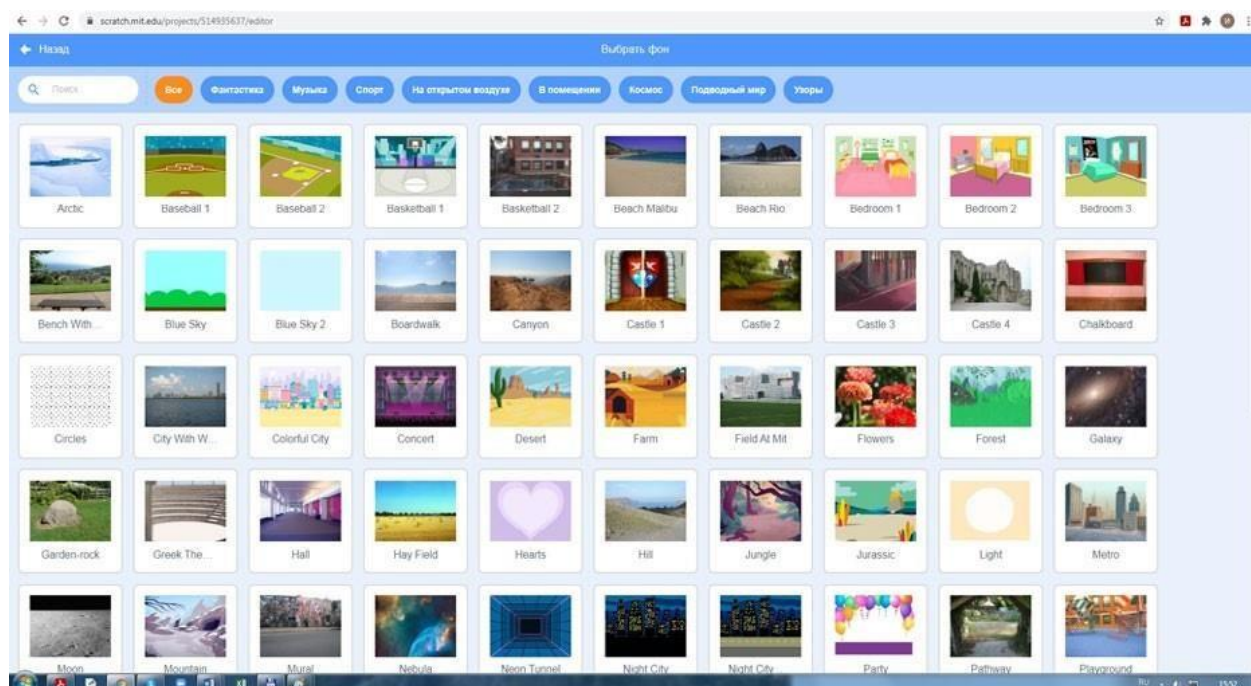 scratch.mit.edu/projects/514935637/editor
Назад
Выбрать фон
Поиск
Все Фантастика Музыка Спорт На открытом воздухе В помещении Космос Подводный мир Узоры
Arctic Baseball 1 Baseball 2 Basketball 1 Basketball 2 Beach Malibu Beach Rio Bedroom 1 Bedroom 2 Bedroom 3
Bench With ... Blue Sky Blue Sky 2 Boardwalk Canyon Castle 1 Castle 2 Castle 3 Castle 4 Chalkboard
Circles City With W... Colorful City Concert Desert Farm Field At Mit Flowers Forest Galaxy
Garden-rock Greek The... Hall Hay Field Hearts Hill Jungle Jurassic Light Metro
Moon Mountain Mural Nebula Neon Tunnel Night City Night City Party Pathway Playground
RU 15:52